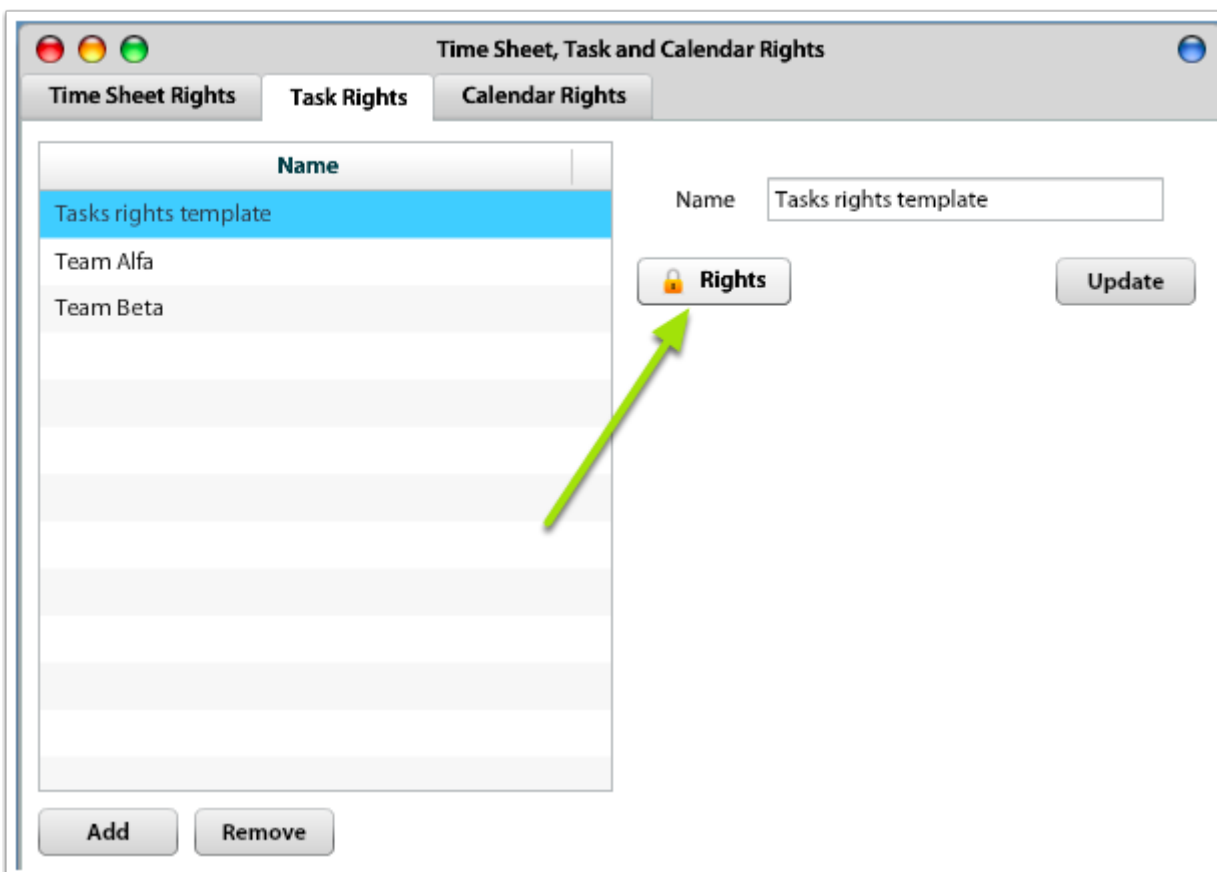 Time Sheet, Task and Calendar Rights
Time Sheet Rights
Task Rights
Calendar Rights
Name
Tasks rights template
Team Alfa
Team Beta
Name
Tasks rights template
Rights
Update
Add
Remove